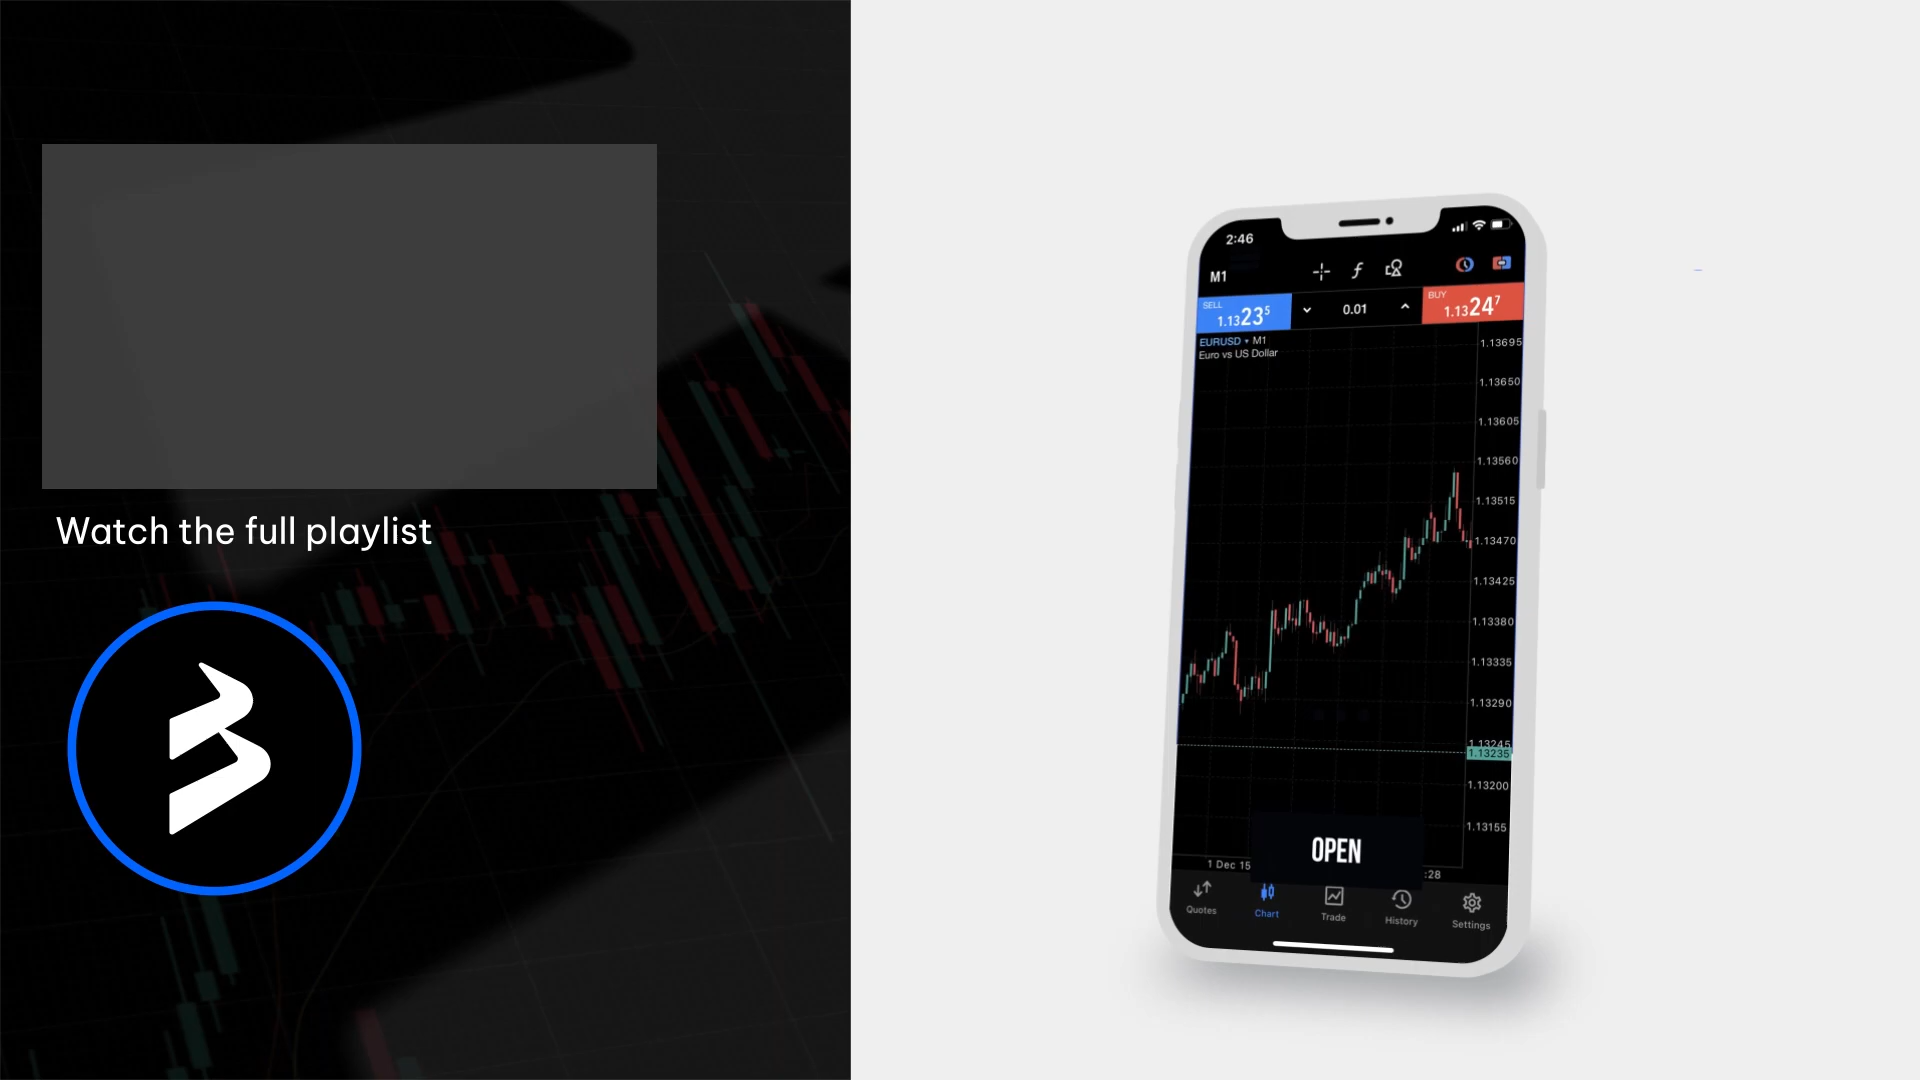 Watch the full playlist
2:46
M1
SELL
1.13235
0.01
BUY
1.13247
EURUSD • M1
Euro vs US Dollar
1.13695
1.13650
1.13605
1.13560
1.13515
1.13470
1.13425
1.13380
1.13335
1.13290
1.13245
1.13235
1.13200
1.13155
OPEN
1 Dec 15
:28
Quotes
Chart
Trade
History
Settings